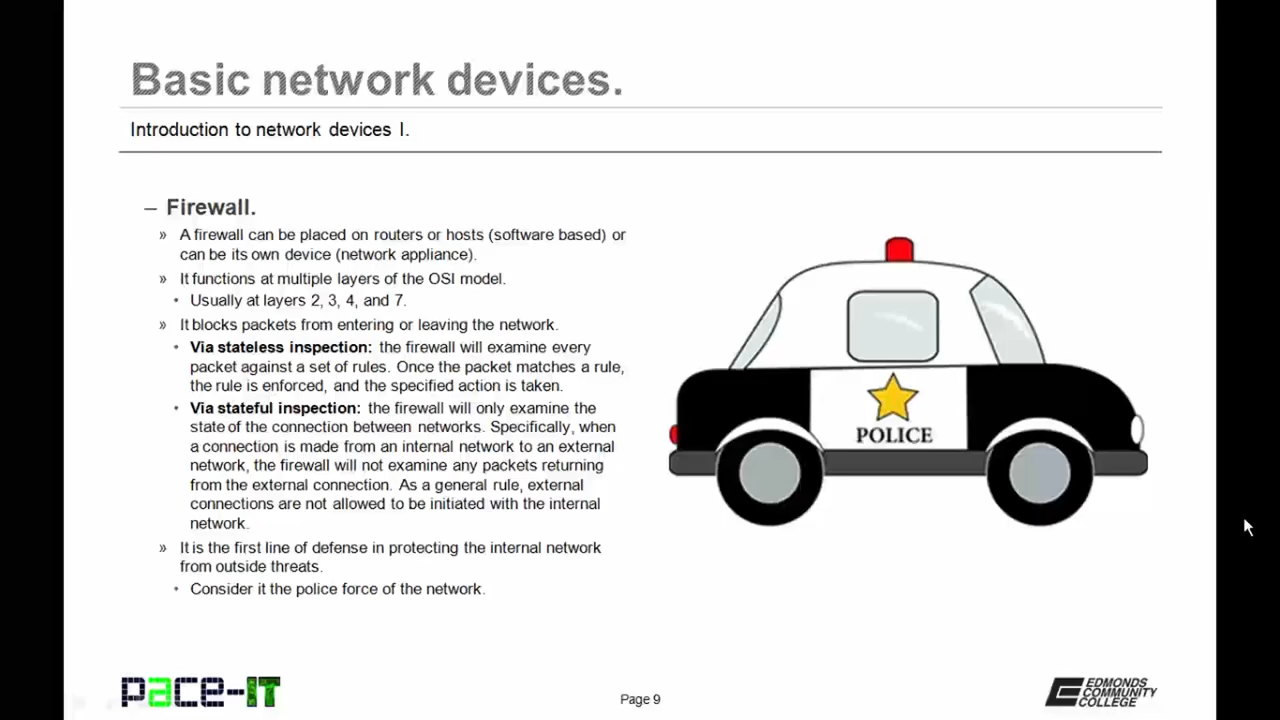 Basic network devices.
Introduction to network devices I.
– Firewall.
» A firewall can be placed on routers or hosts (software based) or
can be its own device (network appliance).
» It functions at multiple layers of the OSI model.
• Usually at layers 2, 3, 4, and 7.
» It blocks packets from entering or leaving the network.
• Via stateless inspection: the firewall will examine every
packet against a set of rules. Once the packet matches a rule,
the rule is enforced, and the specified action is taken.
• Via stateful inspection: the firewall will only examine the
state of the connection between networks. Specifically, when
a connection is made from an internal network to an external
network, the firewall will not examine any packets returning
from the external connection. As a general rule, external
connections are not allowed to be initiated with the internal
network.
» It is the first line of defense in protecting the internal network
from outside threats.
• Consider it the police force of the network.
POLICE
pace-IT
Page 9
EDMONDS
COMMUNITY
COLLEGE